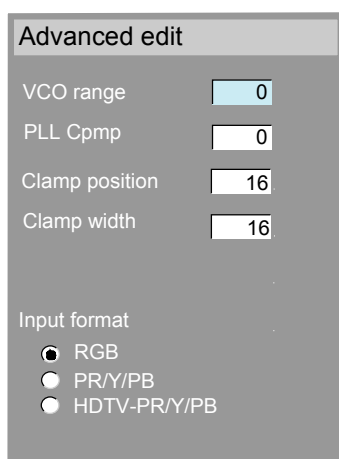 Advanced edit
VCO range 0
PLL Cpmp 0
Clamp position 16
Clamp width 16
Input format
RGB
PR/Y/PB
HDTV-PR/Y/PB